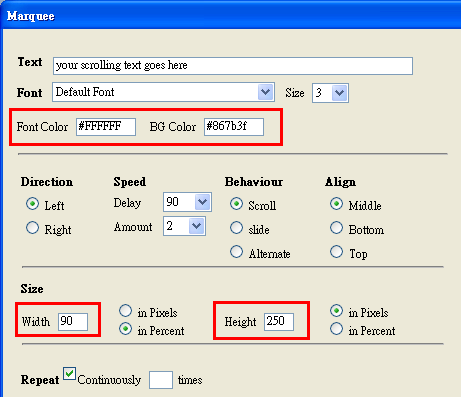 Marquee
Text your scrolling text goes here
Font Default Font Size 3
Font Color #FFFFFF BG Color #867b3f
Direction Speed Behaviour Align
Left Delay 90 Scroll Middle
Right Amount 2 slide Bottom
Alternate Top
Size
Width 90 in Pixels Height 250 in Pixels
in Percent in Percent
Repeat Continuously times